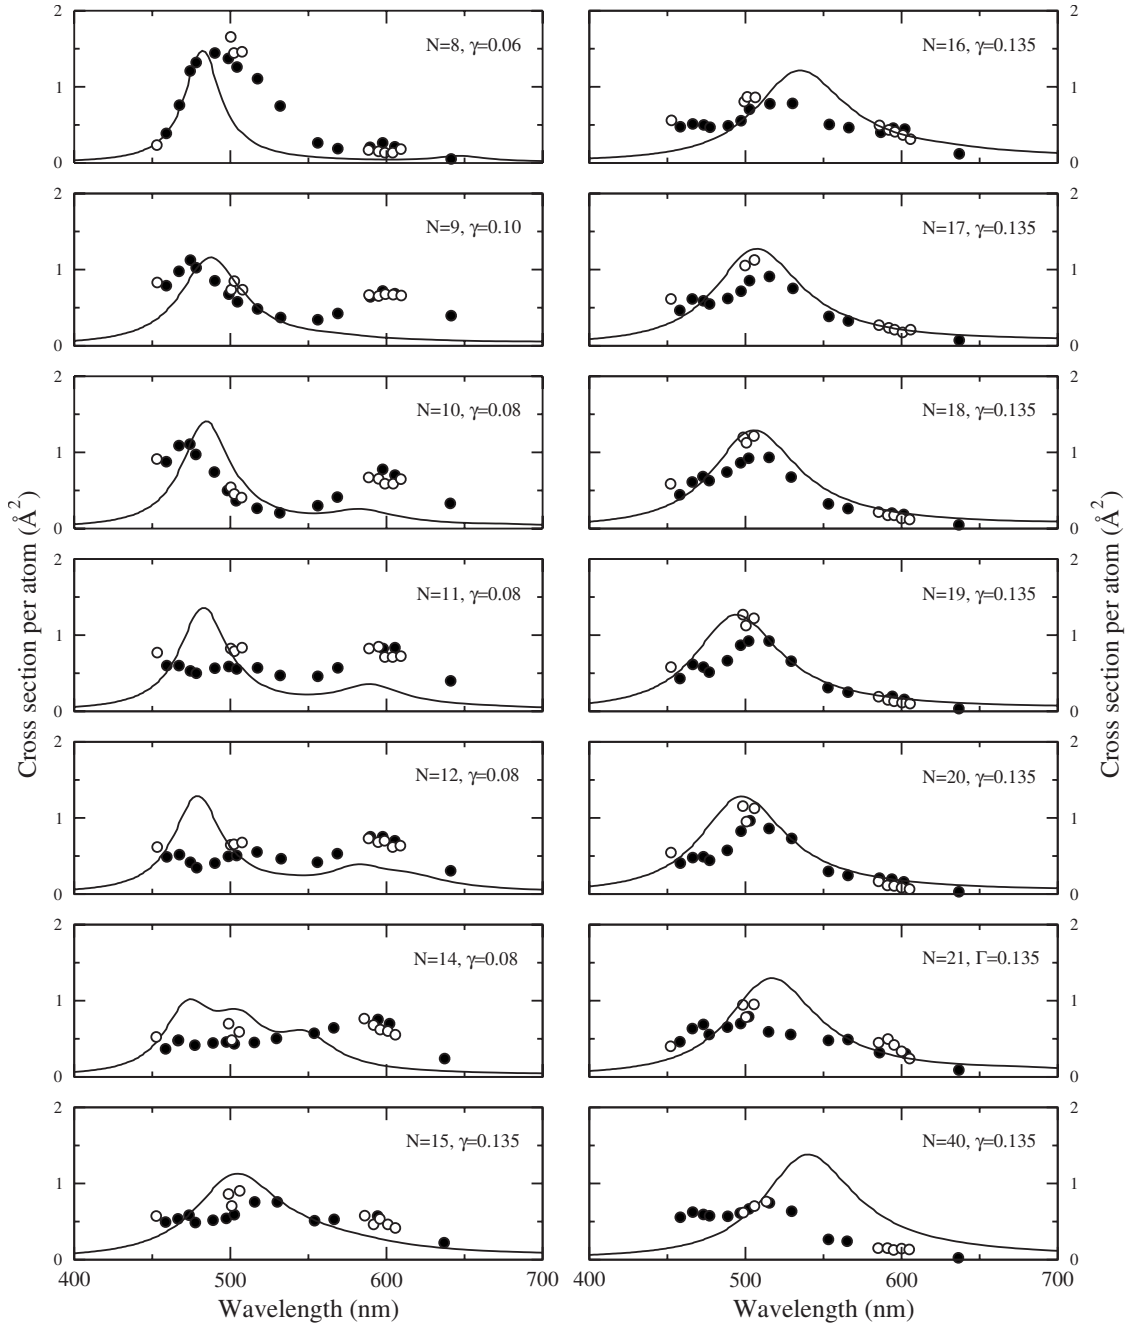 2
1
0
N=8, γ=0.06
2
1
0
N=9, γ=0.10
2
1
0
N=10, γ=0.08
2
1
0
N=11, γ=0.08
2
1
0
N=12, γ=0.08
2
1
0
N=14, γ=0.08
2
1
0
N=15, γ=0.135
400 500 600 700
Wavelength (nm)
Cross section per atom (Å²)
N=16, γ=0.135
2
1
0
N=17, γ=0.135
2
1
0
N=18, γ=0.135
2
1
0
N=19, γ=0.135
2
1
0
N=20, γ=0.135
2
1
0
N=21, Γ=0.135
2
1
0
N=40, γ=0.135
2
1
0
400 500 600 700
Wavelength (nm)
Cross section per atom (Å²)